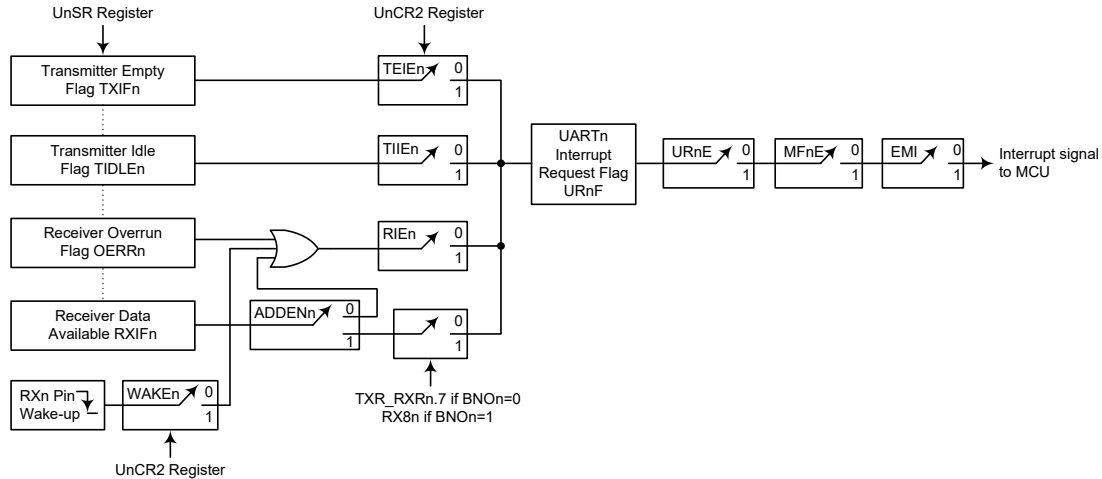 UnSR Register
UnCR2 Register
Transmitter Empty
Flag TXIFn
TEIEn
0
1
Transmitter Idle
Flag TIDLEn
TIIEn
0
1
UARTn
Interrupt
Request Flag
URnF
URnE
0
1
MFnE
0
1
EMI
0
1
Interrupt signal
to MCU
Receiver Overrun
Flag OERRn
RIEn
0
1
Receiver Data
Available RXIFn
ADDENn
0
1
0
1
RXn Pin
Wake-up
WAKEn
0
1
TXR_RXRn.7 if BNOn=0
RX8n if BNOn=1
UnCR2 Register